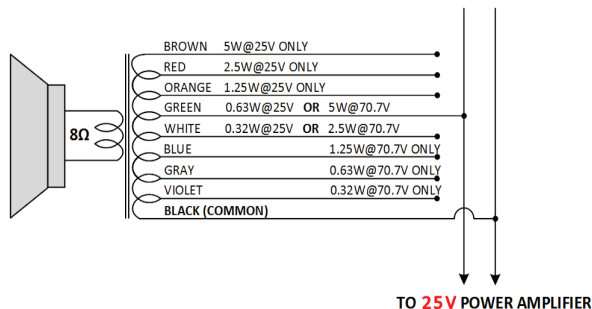 BROWN 5W@25V ONLY
RED 2.5W@25V ONLY
ORANGE 1.25W@25V ONLY
GREEN 0.63W@25V OR 5W@70.7V
8Ω
WHITE 0.32W@25V OR 2.5W@70.7V
BLUE 1.25W@70.7V ONLY
GRAY 0.63W@70.7V ONLY
VIOLET 0.32W@70.7V ONLY
BLACK (COMMON)
TO 25V POWER AMPLIFIER